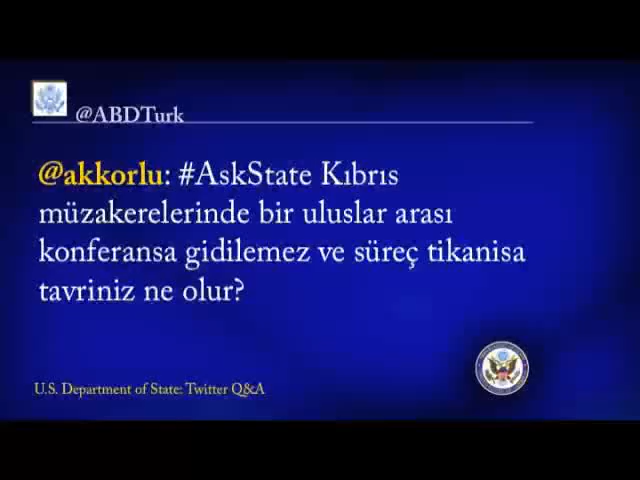 @ABDTurk
@akkorlu: #AskState Kıbrıs
müzakerelerinde bir uluslar arası
konferansa gidilemez ve süreç tikanisa
tavriniz ne olur?
U.S. Department of State: Twitter Q&A